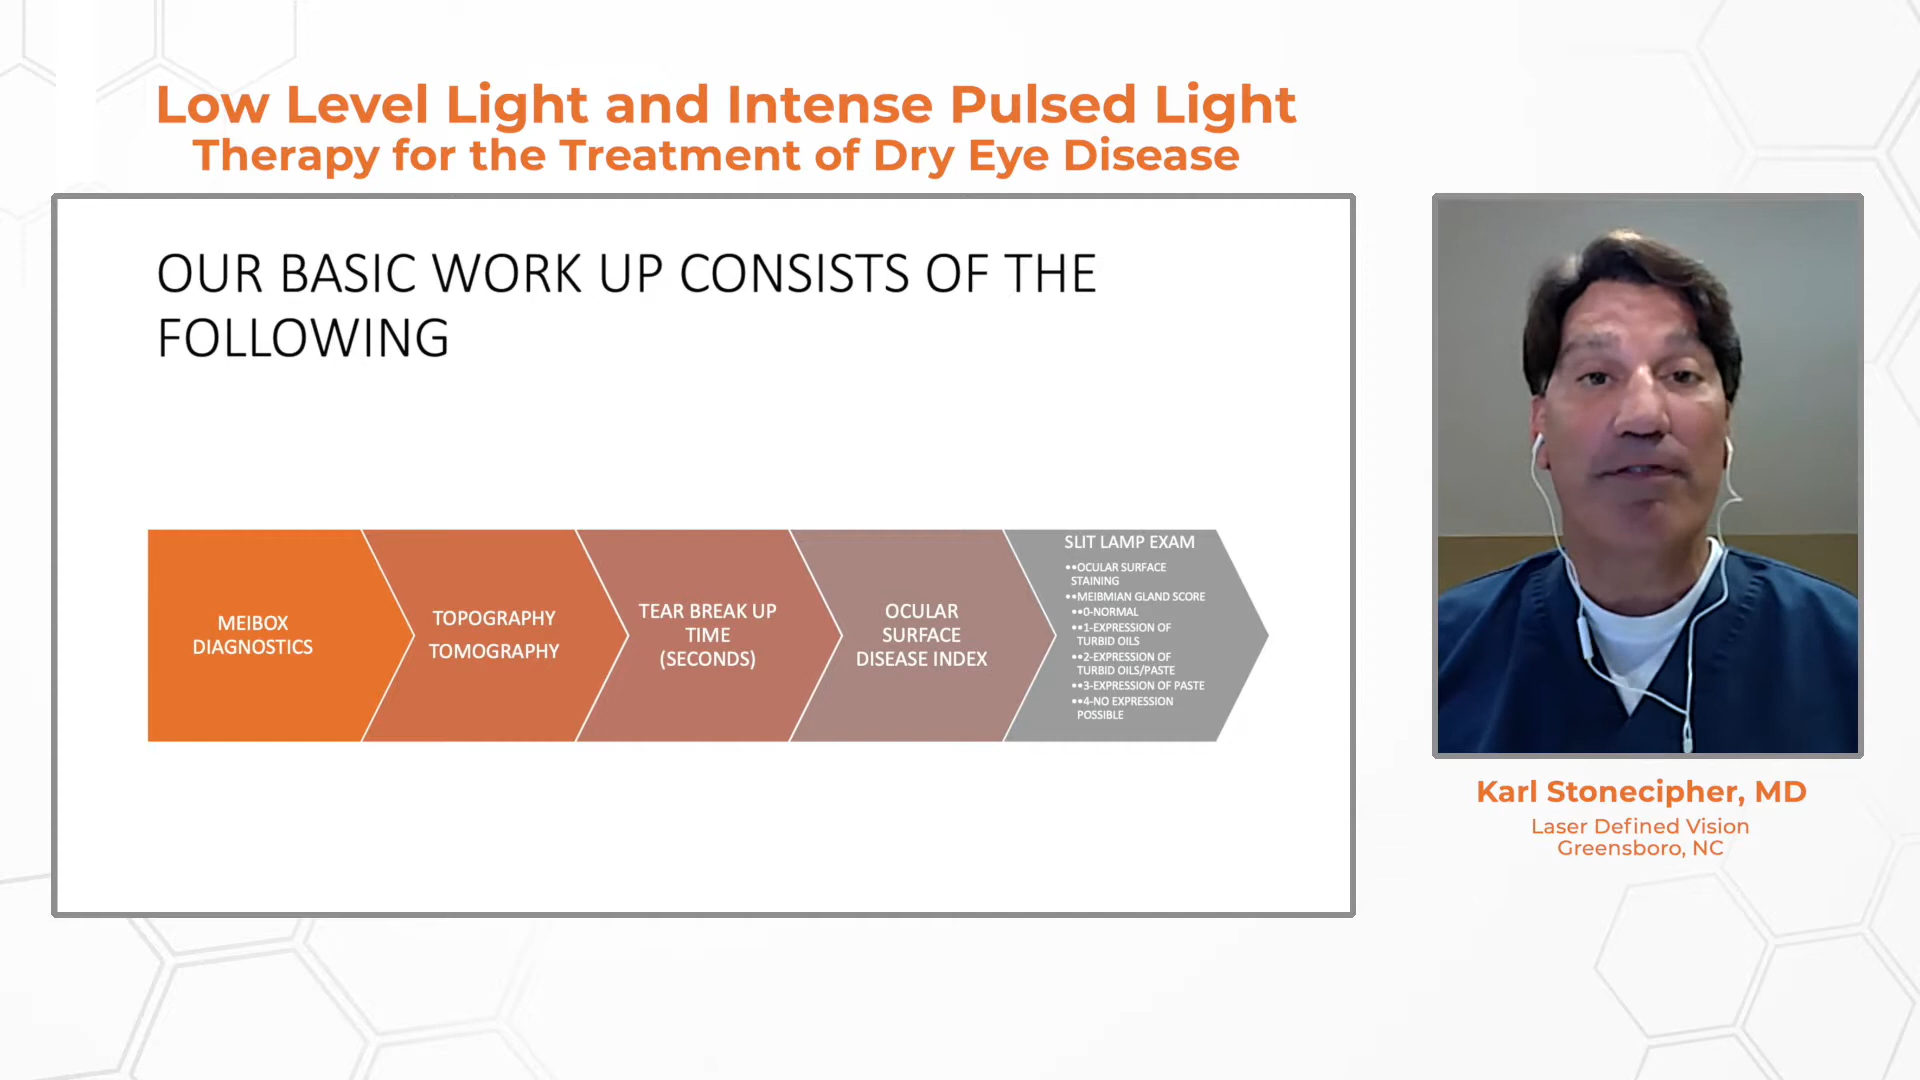 Low Level Light and Intense Pulsed Light
Therapy for the Treatment of Dry Eye Disease
OUR BASIC WORK UP CONSISTS OF THE
FOLLOWING
MEIBOX
DIAGNOSTICS
TOPOGRAPHY
TOMOGRAPHY
TEAR BREAK UP
TIME
(SECONDS)
OCULAR
SURFACE
DISEASE INDEX
SLIT LAMP EXAM
••OCULAR SURFACE
STAINING
••MEIBMIAN GLAND SCORE
••0-NORMAL
••1-EXPRESSION OF
TURBID OILS
••2-EXPRESSION OF
TURBID OILS/PASTE
••3-EXPRESSION OF PASTE
••4-NO EXPRESSION
POSSIBLE
Karl Stonecipher, MD
Laser Defined Vision
Greensboro, NC